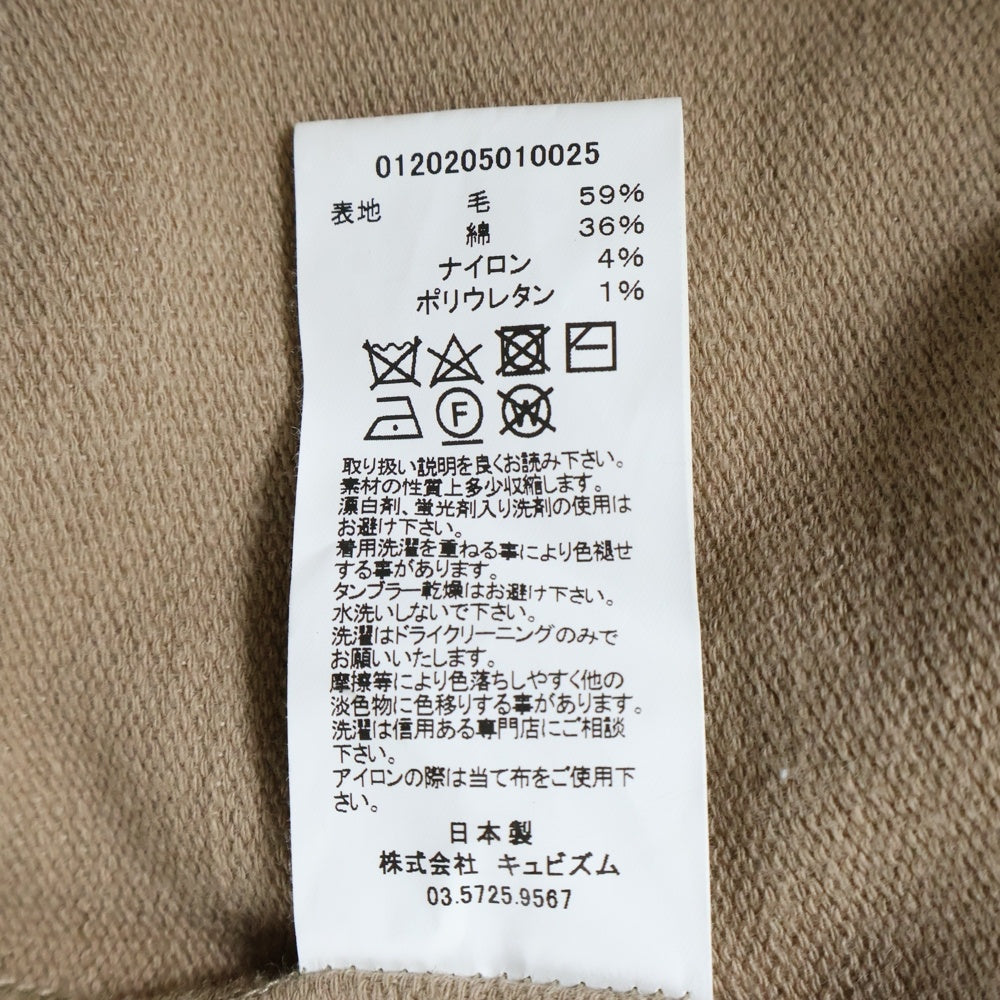 0120205010025
表地 毛 59%
綿 36%
ナイロン 4%
ポリウレタン 1%
F W
取り扱い説明を良くお読み下さい。
素材の性質上多少収縮します。
漂白剤、蛍光剤入り洗剤の使用は
お避け下さい。
着用洗濯を重ねる事により色褪せ
する事があります。
タンブラー乾燥はお避け下さい。
水洗いしないで下さい。
洗濯はドライクリーニングのみで
お願いいたします。
摩擦等により色落ちしやすく他の
淡色物に色移りする事があります。
洗濯は信用ある専門店にご相談
下さい。
アイロンの際は当て布をご使用下
さい。
日本製
株式会社 キュビズム
03.5725.9567